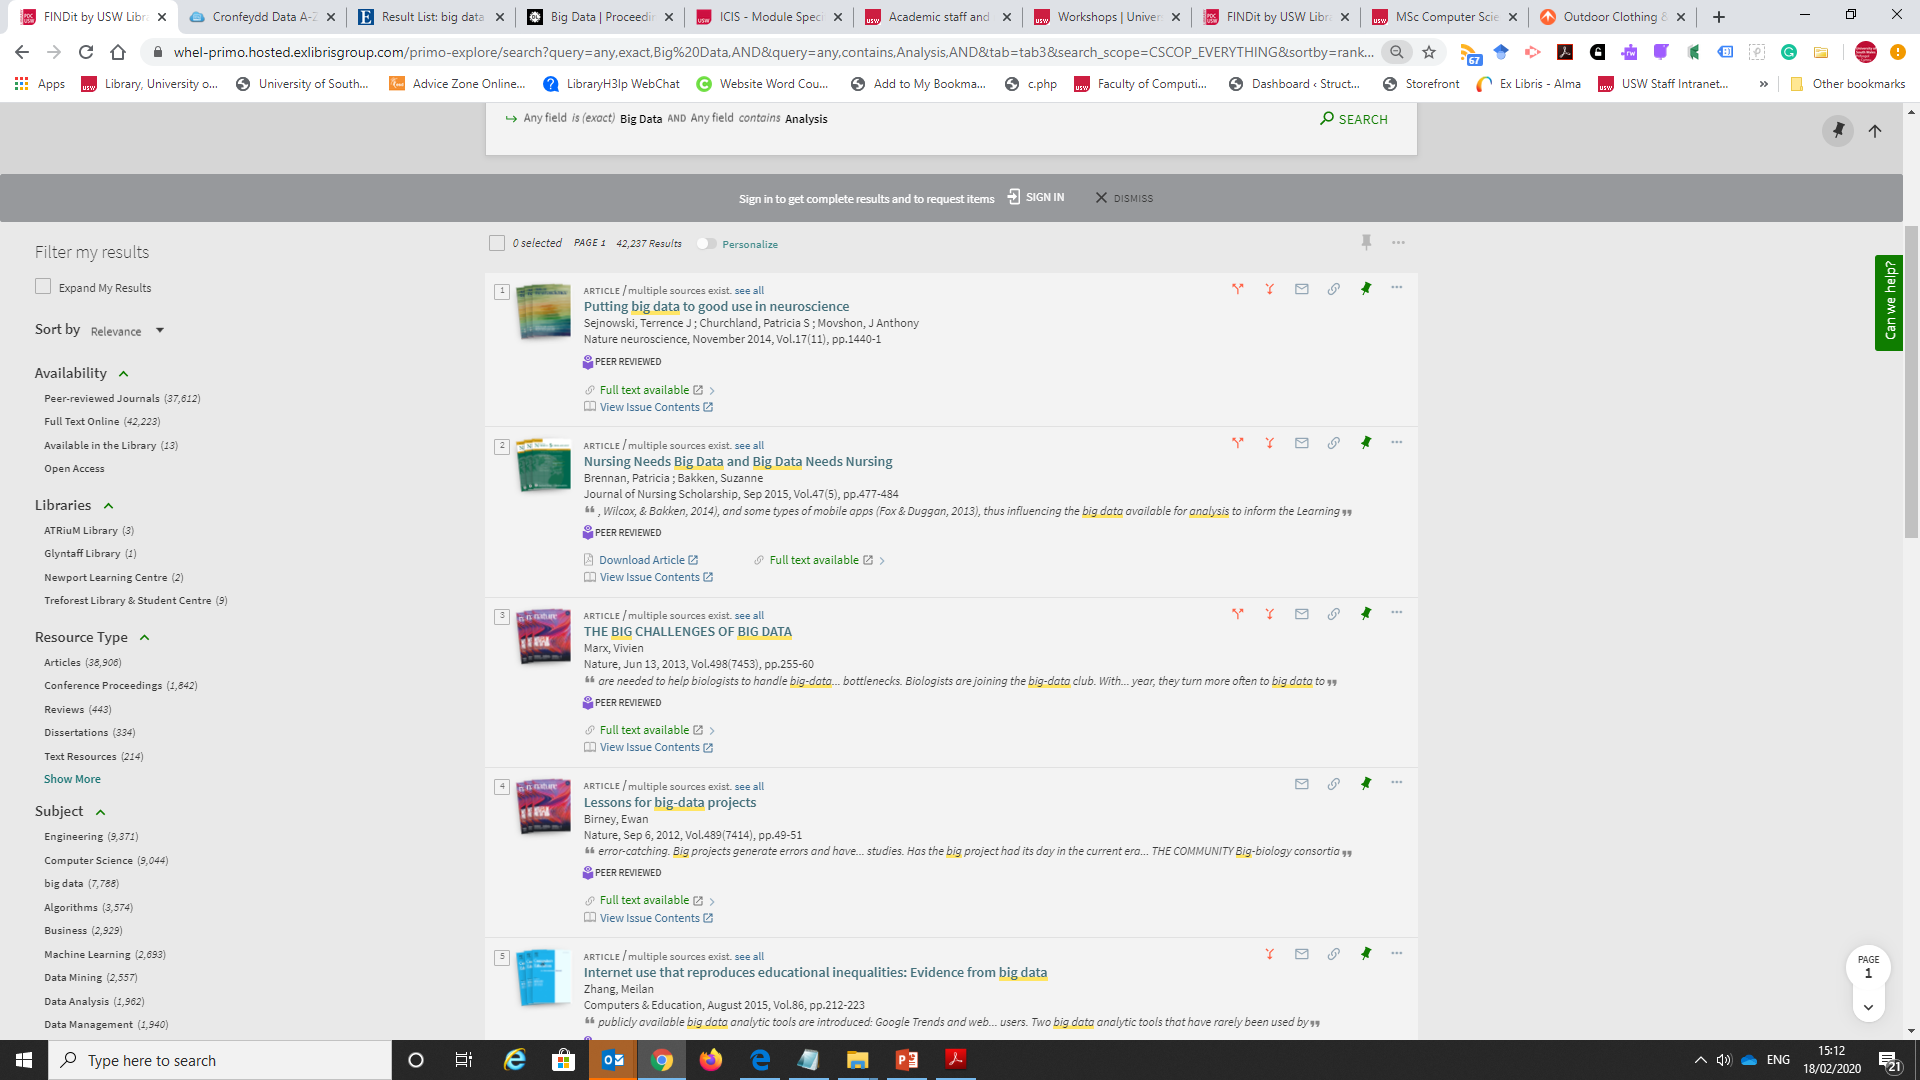 FINDit by USW Libra
Cronfeydd Data A-Z
Result List: big data
Big Data | Proceedin
ICIS - Module Speci
Academic staff and
Workshops | Univer
FINDit by USW Libra
MSc Computer Scie
Outdoor Clothing &
whel-primo.hosted.exlibrisgroup.com/primo-explore/search?query=any,exact,Big%20Data,AND&query=any,contains,Analysis,AND&tab=tab3&search_scope=CSCOP_EVERYTHING&sortby=rank...
67
Apps
Library, University o...
University of South...
Advice Zone Online...
LibraryH3lp WebChat
Website Word Cou...
Add to My Bookma...
c.php
Faculty of Computi...
Dashboard ‹ Struct...
Storefront
Ex Libris - Alma
USW Staff Intranet...
»
Other bookmarks
Any field is (exact) Big Data AND Any field contains Analysis
SEARCH
Sign in to get complete results and to request items
SIGN IN
DISMISS
Filter my results
Expand My Results
Sort by Relevance
Availability
Peer-reviewed Journals (37,612)
Full Text Online (42,223)
Available in the Library (13)
Open Access
Libraries
ATRiuM Library (3)
Glyntaff Library (1)
Newport Learning Centre (2)
Treforest Library & Student Centre (9)
Resource Type
Articles (38,906)
Conference Proceedings (1,842)
Reviews (443)
Dissertations (334)
Text Resources (214)
Show More
Subject
Engineering (9,371)
Computer Science (9,044)
big data (7,788)
Algorithms (3,574)
Business (2,929)
Machine Learning (2,693)
Data Mining (2,557)
Data Analysis (1,962)
Data Management (1,940)
0 selected PAGE 1 42,237 Results Personalize
1
ARTICLE / multiple sources exist. see all
Putting big data to good use in neuroscience
Sejnowski, Terrence J ; Churchland, Patricia S ; Movshon, J Anthony
Nature neuroscience, November 2014, Vol.17(11), pp.1440-1
PEER REVIEWED
Full text available
View Issue Contents
2
ARTICLE / multiple sources exist. see all
Nursing Needs Big Data and Big Data Needs Nursing
Brennan, Patricia ; Bakken, Suzanne
Journal of Nursing Scholarship, Sep 2015, Vol.47(5), pp.477-484
“ , Wilcox, & Bakken, 2014), and some types of mobile apps (Fox & Duggan, 2013), thus influencing the big data available for analysis to inform the Learning ”
PEER REVIEWED
Download Article
Full text available
View Issue Contents
3
ARTICLE / multiple sources exist. see all
THE BIG CHALLENGES OF BIG DATA
Marx, Vivien
Nature, Jun 13, 2013, Vol.498(7453), pp.255-60
“ are needed to help biologists to handle big-data... bottlenecks. Biologists are joining the big-data club. With... year, they turn more often to big data to ”
PEER REVIEWED
Full text available
View Issue Contents
4
ARTICLE / multiple sources exist. see all
Lessons for big-data projects
Birney, Ewan
Nature, Sep 6, 2012, Vol.489(7414), pp.49-51
“ error-catching. Big projects generate errors and have... studies. Has the big project had its day in the current era... THE COMMUNITY Big-biology consortia ”
PEER REVIEWED
Full text available
View Issue Contents
5
ARTICLE / multiple sources exist. see all
Internet use that reproduces educational inequalities: Evidence from big data
Zhang, Meilan
Computers & Education, August 2015, Vol.86, pp.212-223
“ publicly available big data analytic tools are introduced: Google Trends and web... users. Two big data analytic tools that have rarely been used by ”
Can we help?
PAGE
1
Type here to search
ENG
15:12
18/02/2020
21